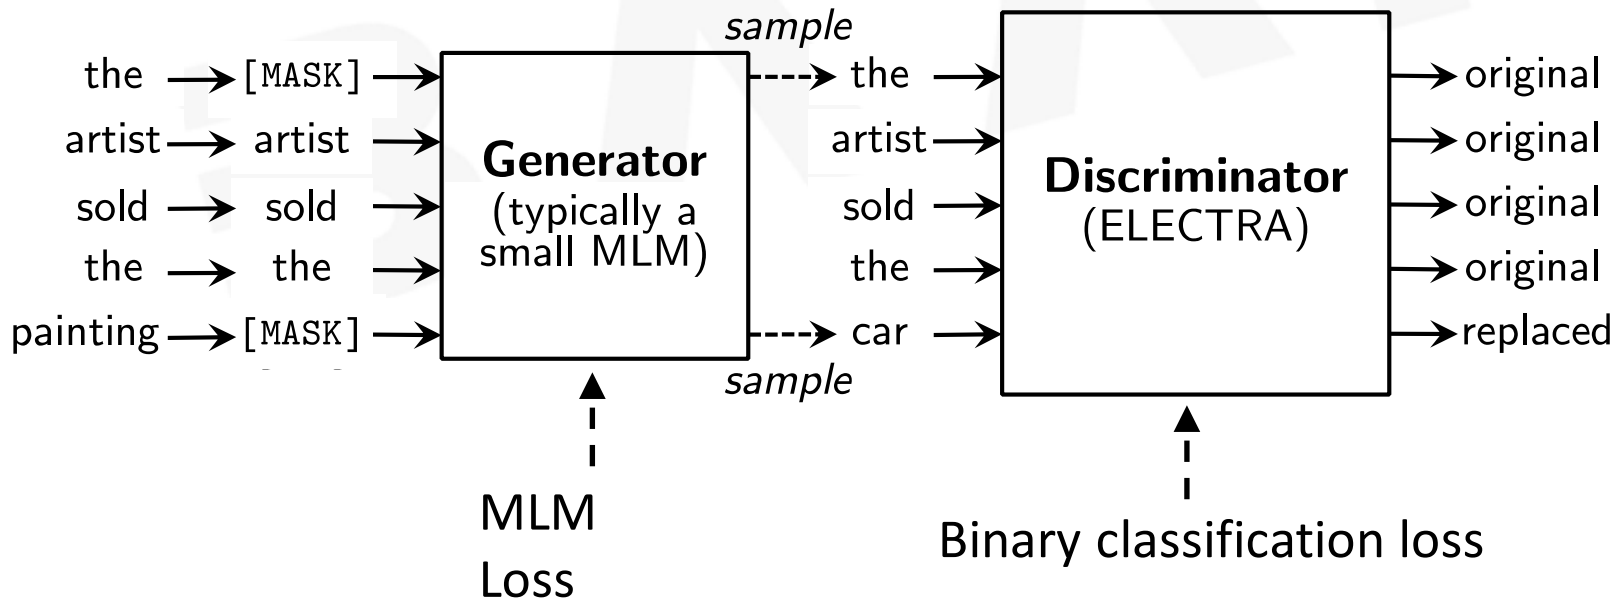 sample
the [MASK] the original
artist artist artist original
Generator
(typically a
small MLM)
Discriminator
(ELECTRA)
sold sold sold original
the the the original
painting [MASK] car replaced
sample
MLM
Loss
Binary classification loss